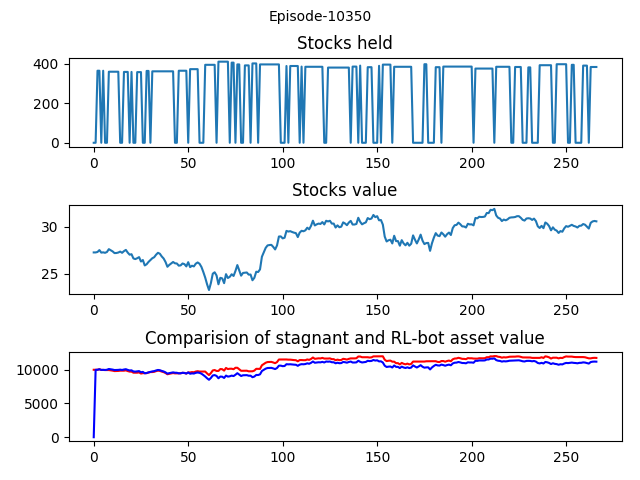 Episode-10350
Stocks held
400
200
0
0 50 100 150 200 250
Stocks value
30
25
0 50 100 150 200 250
Comparision of stagnant and RL-bot asset value
10000
5000
0
0 50 100 150 200 250